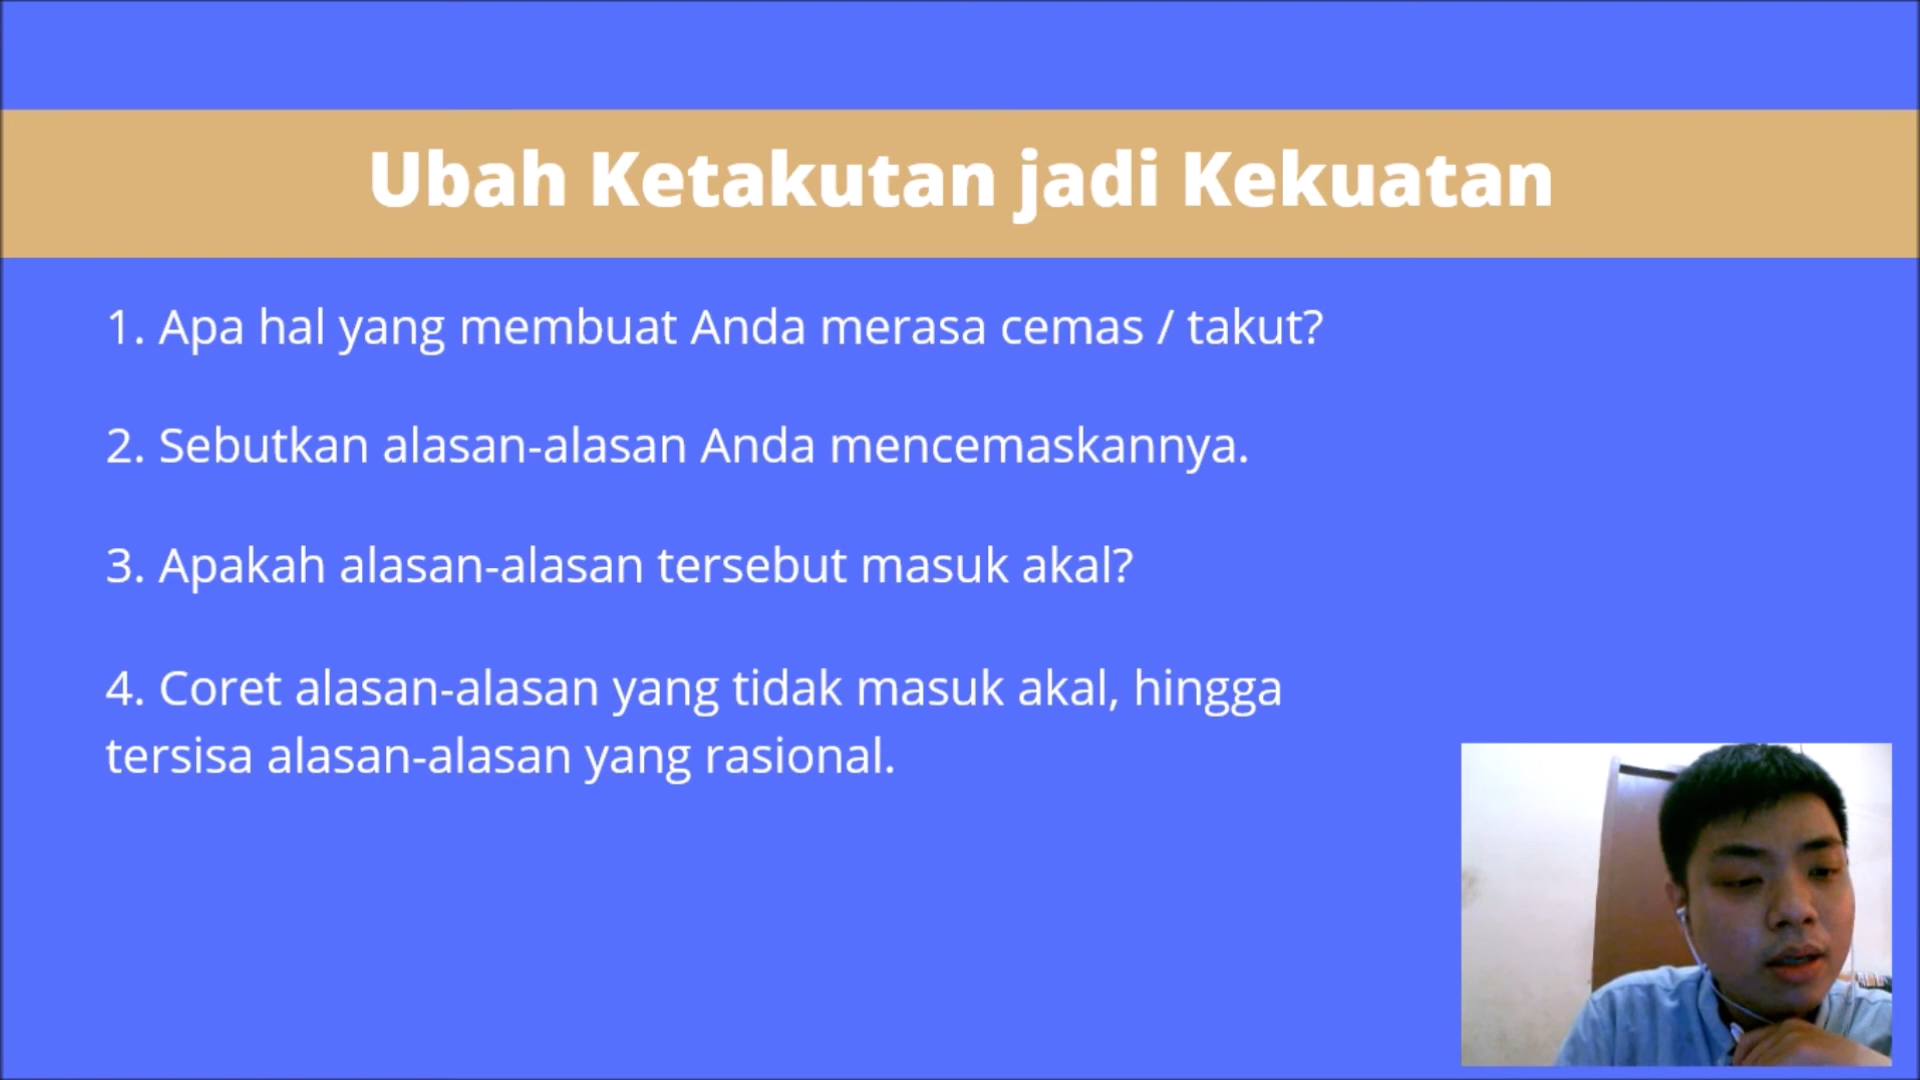 Ubah Ketakutan jadi Kekuatan
1. Apa hal yang membuat Anda merasa cemas / takut?
2. Sebutkan alasan-alasan Anda mencemaskannya.
3. Apakah alasan-alasan tersebut masuk akal?
4. Coret alasan-alasan yang tidak masuk akal, hingga
tersisa alasan-alasan yang rasional.